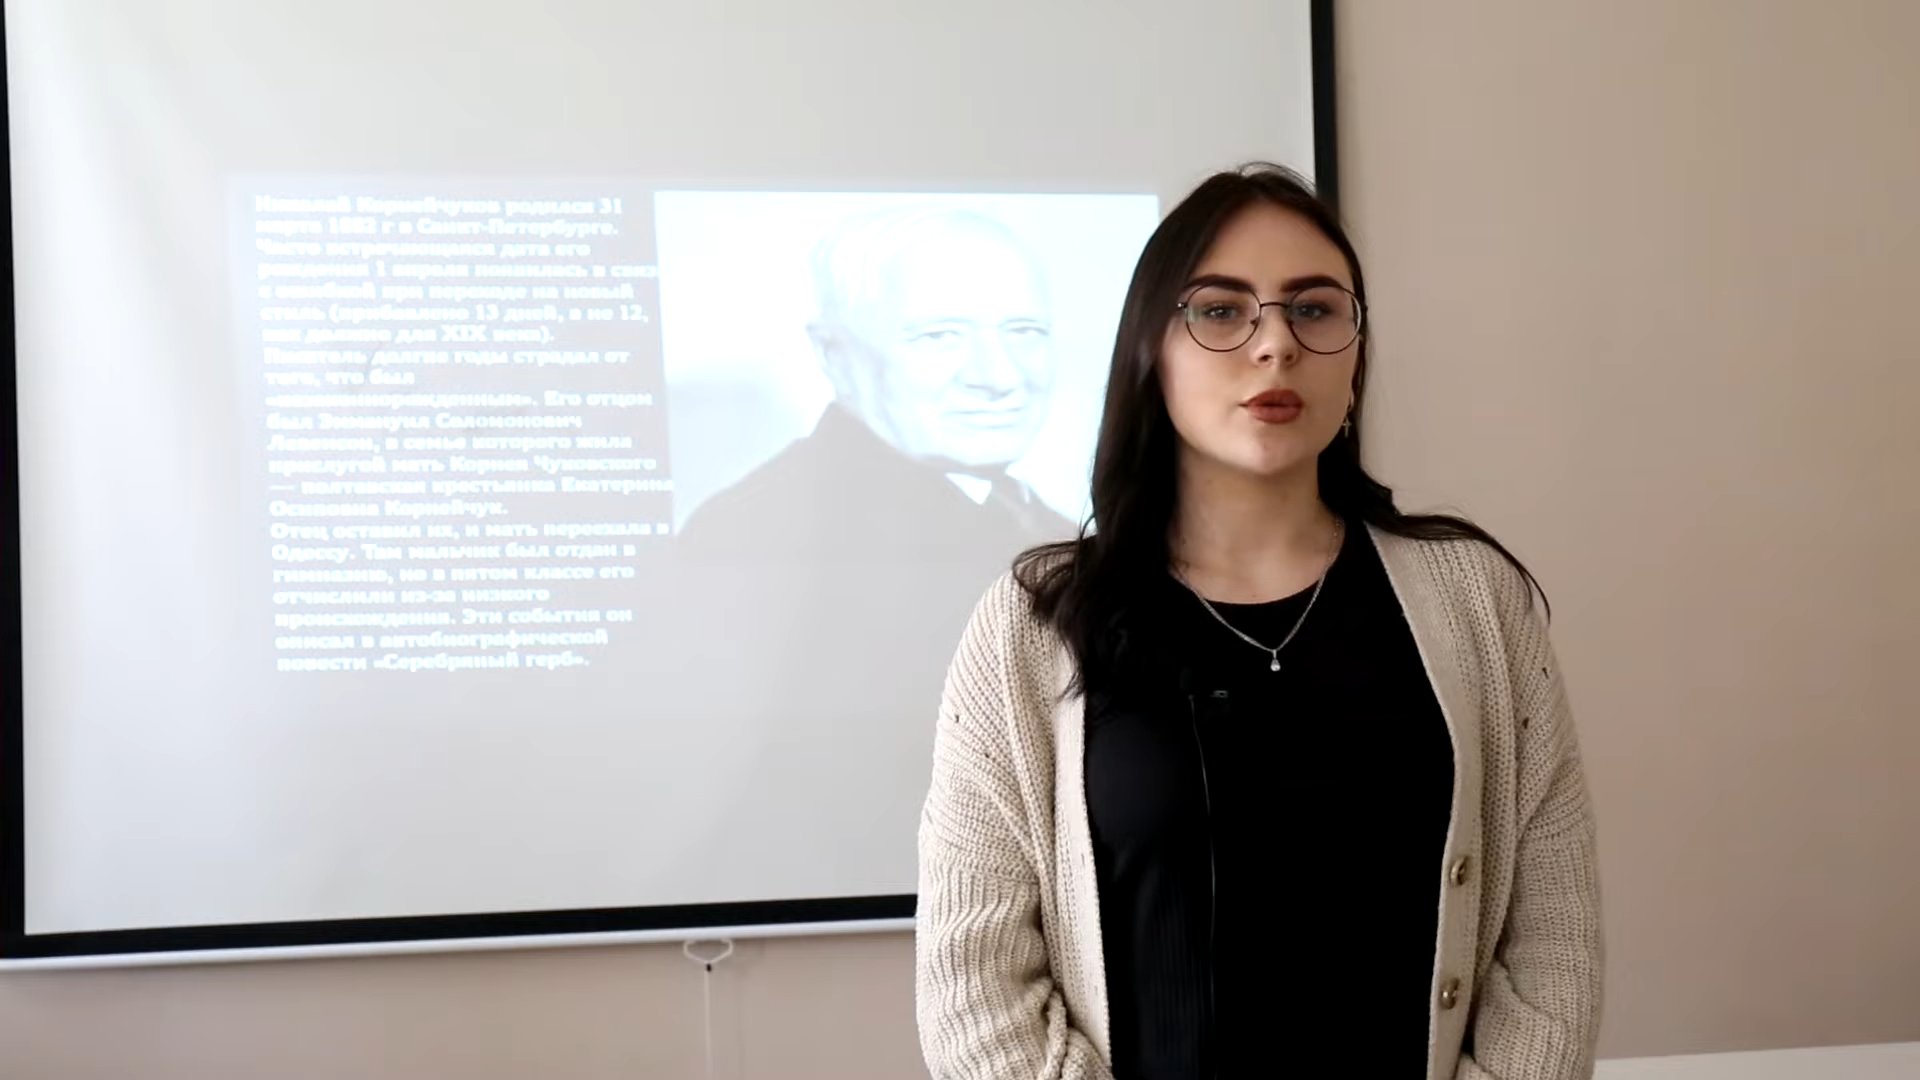 Николай Корнейчуков родился 31
марта 1882 г в Санкт-Петербурге.
Часто встречающаяся дата его
рождения 1 апреля появилась в связи
с ошибкой при переходе на новый
стиль (прибавлено 13 дней, а не 12,
как должно для XIX века).
Писатель долгие годы страдал от
того, что был
«незаконнорожденным». Его отцом
был Эммануил Соломонович
Левенсон, в семье которого жила
прислугой мать Корнея Чуковского
— полтавская крестьянка Екатерина
Осиповна Корнейчук.
Отец оставил их, и мать переехала в
Одессу. Там мальчик был отдан в
гимназию, но в пятом классе его
отчислили из-за низкого
происхождения. Эти события он
описал в автобиографической
повести «Серебряный герб».